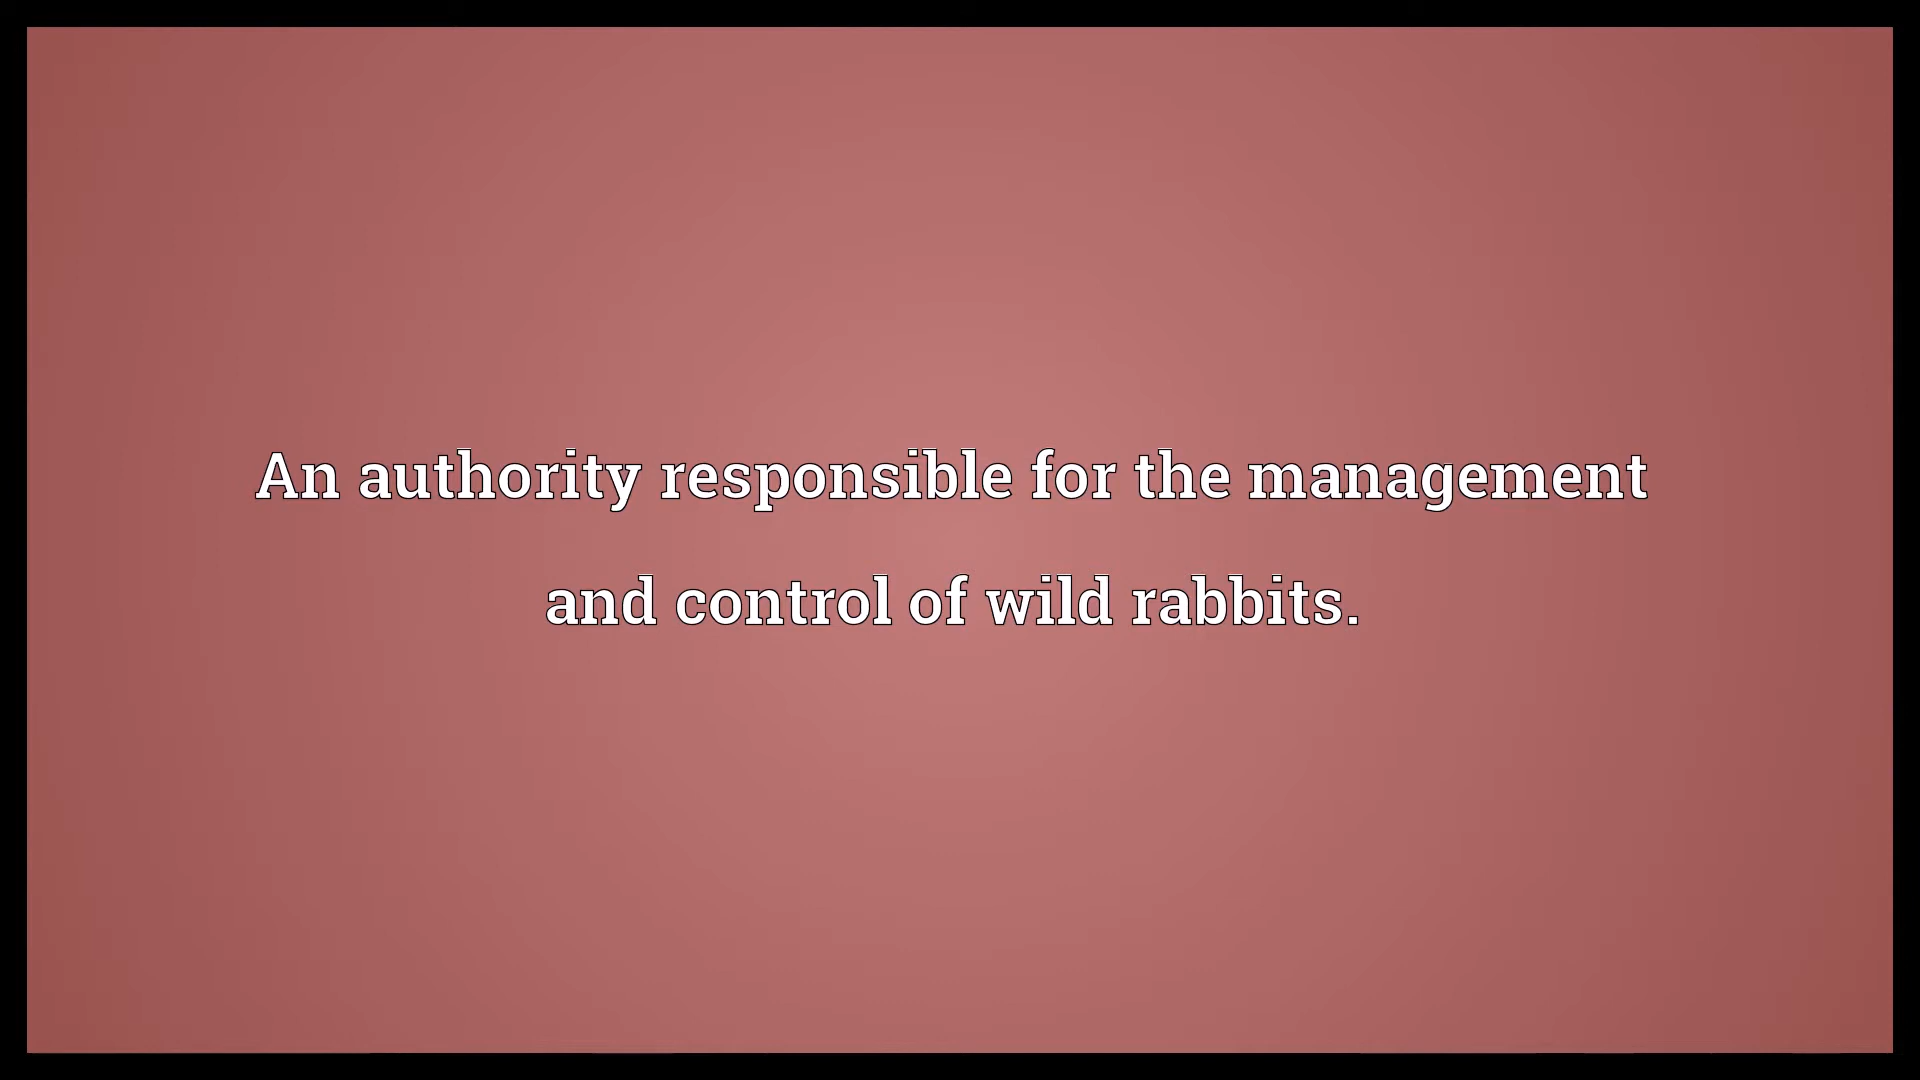 An authority responsible for the management
and control of wild rabbits.